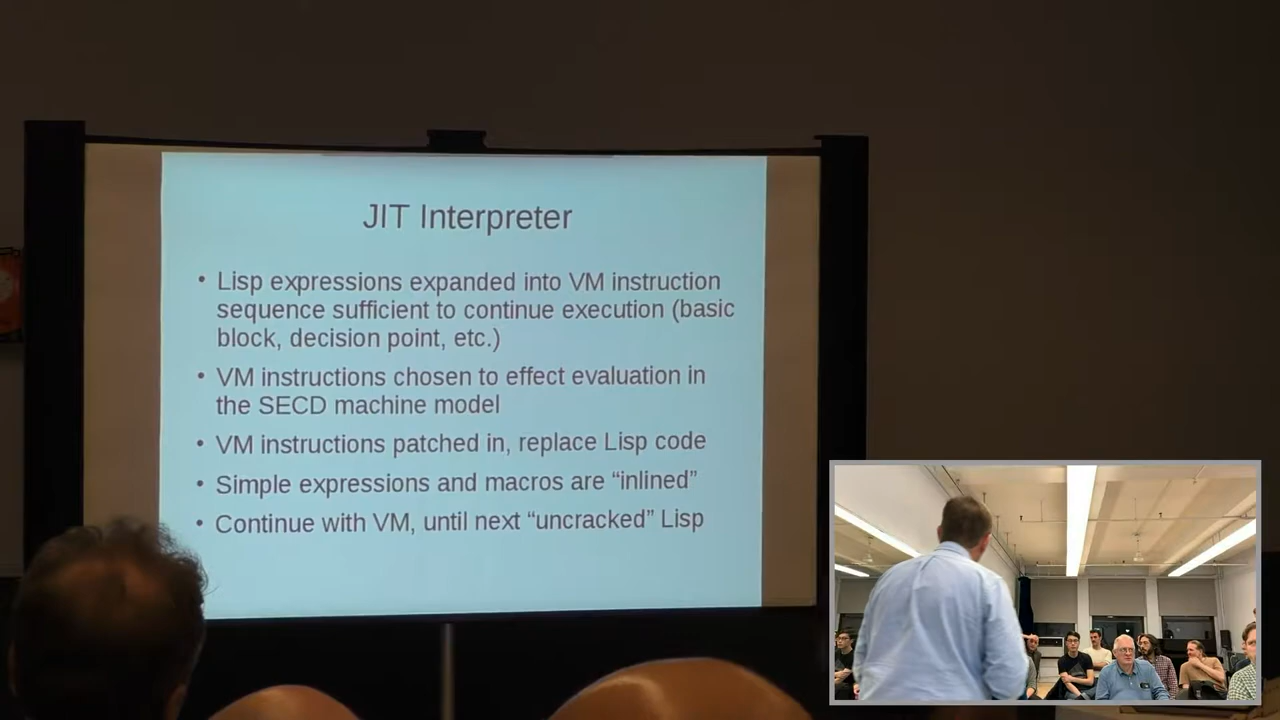 JIT Interpreter
• Lisp expressions expanded into VM instruction
sequence sufficient to continue execution (basic
block, decision point, etc.)
• VM instructions chosen to effect evaluation in
the SECD machine model
• VM instructions patched in, replace Lisp code
• Simple expressions and macros are “inlined”
• Continue with VM, until next “uncracked” Lisp